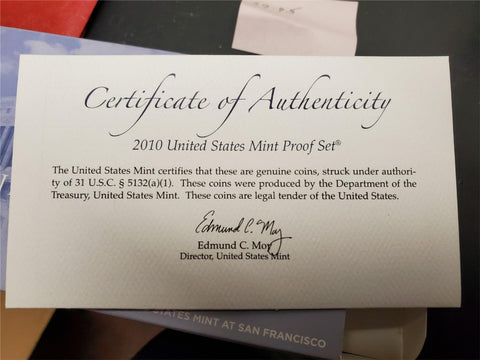 Certificate of Authenticity
2010 United States Mint Proof Set®
The United States Mint certifies that these are genuine coins, struck under authori-
ty of 31 U.S.C. § 5132(a)(1). These coins were produced by the Department of the
Treasury, United States Mint. These coins are legal tender of the United States.
Edmund C. Moy
Edmund C. Moy
Director, United States Mint
STATES MINT AT SAN FRANCISCO